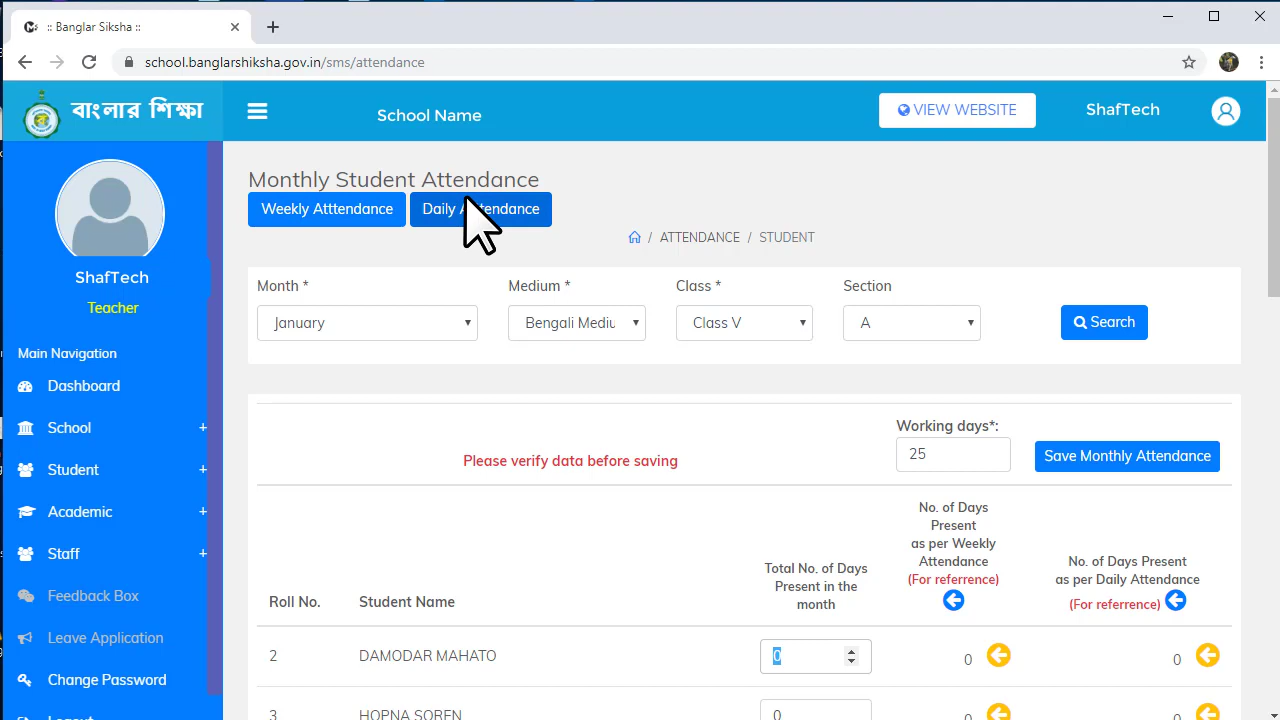 :: Banglar Siksha ::
school.banglarshiksha.gov.in/sms/attendance
বাংলার শিক্ষা
School Name
VIEW WEBSITE
ShafTech
ShafTech
Teacher
Main Navigation
Dashboard
School +
Student +
Academic +
Staff +
Feedback Box
Leave Application
Change Password
Logout
Monthly Student Attendance
Weekly Atttendance
Daily Attendance
/ ATTENDANCE / STUDENT
Month * Medium * Class * Section
January Bengali Mediu Class V A Search
Working days*:
25
Please verify data before saving
Save Monthly Attendance
Roll No. Student Name
Total No. of Days
Present in the
month
No. of Days
Present
as per Weekly
Attendance
(For referrence)
No. of Days Present
as per Daily Attendance
(For referrence)
2 DAMODAR MAHATO 0 0 0
3 HOPNA SOREN 0 0 0